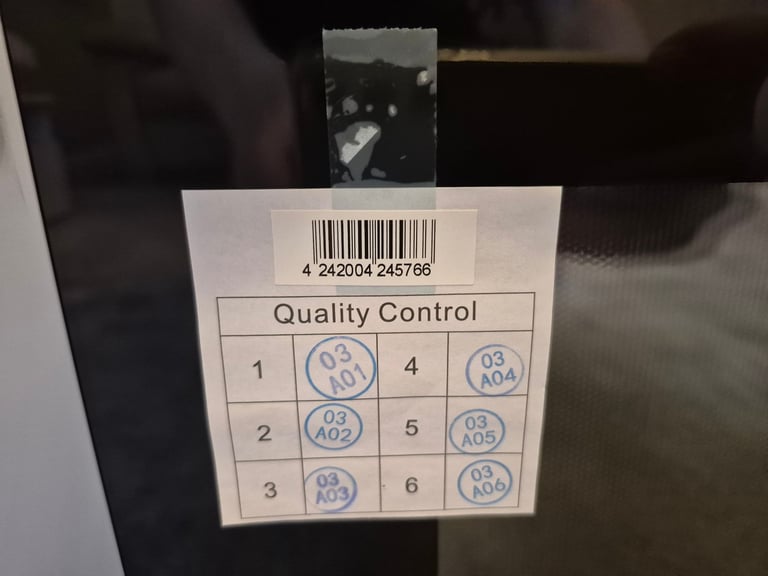 4 242004 245766
Quality Control
1 03 A01 4 03 A04
2 03 A02 5 03 A05
3 03 A03 6 03 A06